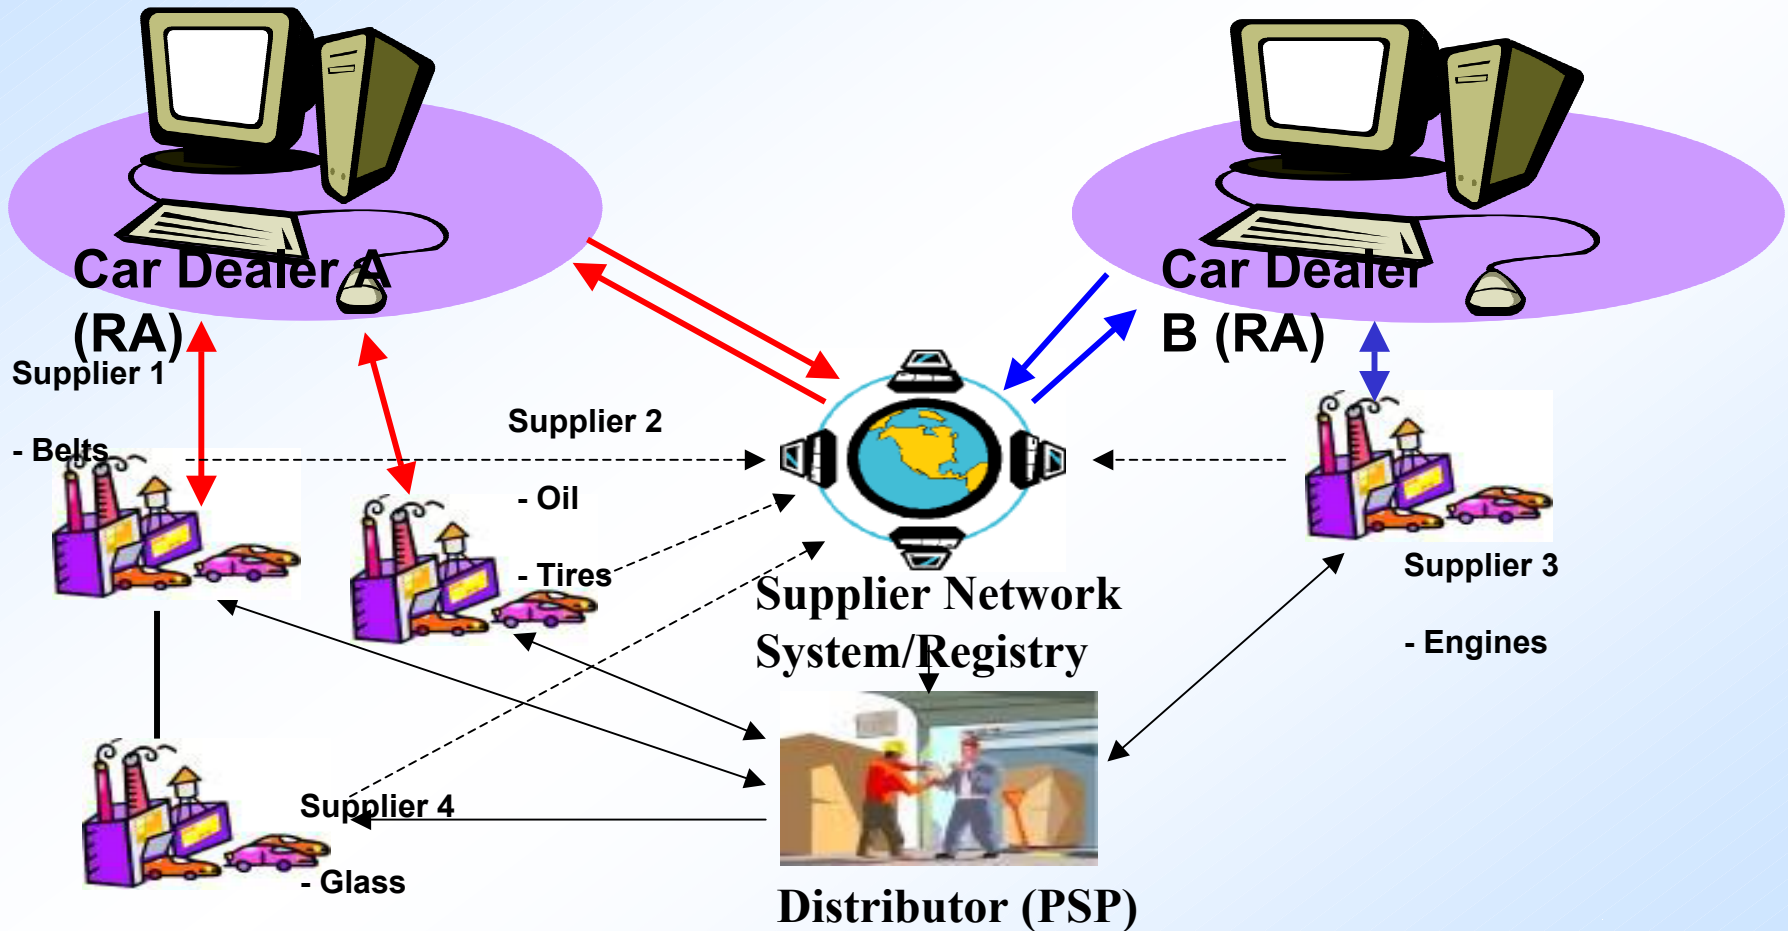 Car Dealer A
(RA)
Car Dealer
B (RA)
Supplier 1
- Belts
Supplier 2
- Oil
- Tires
Supplier Network
System/Registry
Supplier 3
- Engines
Supplier 4
- Glass
Distributor (PSP)